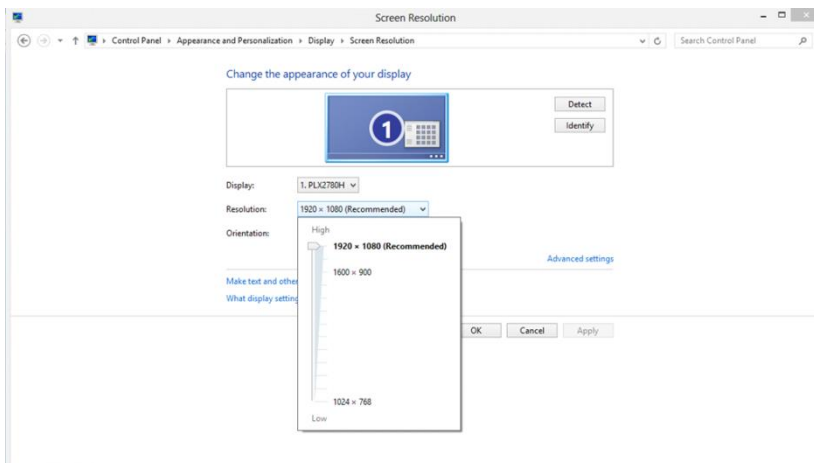 Screen Resolution
Control Panel Appearance and Personalization Display Screen Resolution
Search Control Panel
Change the appearance of your display
1
Detect
Identify
Display: 1. PLX2780H
Resolution: 1920 × 1080 (Recommended)
Orientation:
High
1920 × 1080 (Recommended)
1600 × 900
1024 × 768
Low
Advanced settings
Make text and other
What display setting
OK Cancel Apply